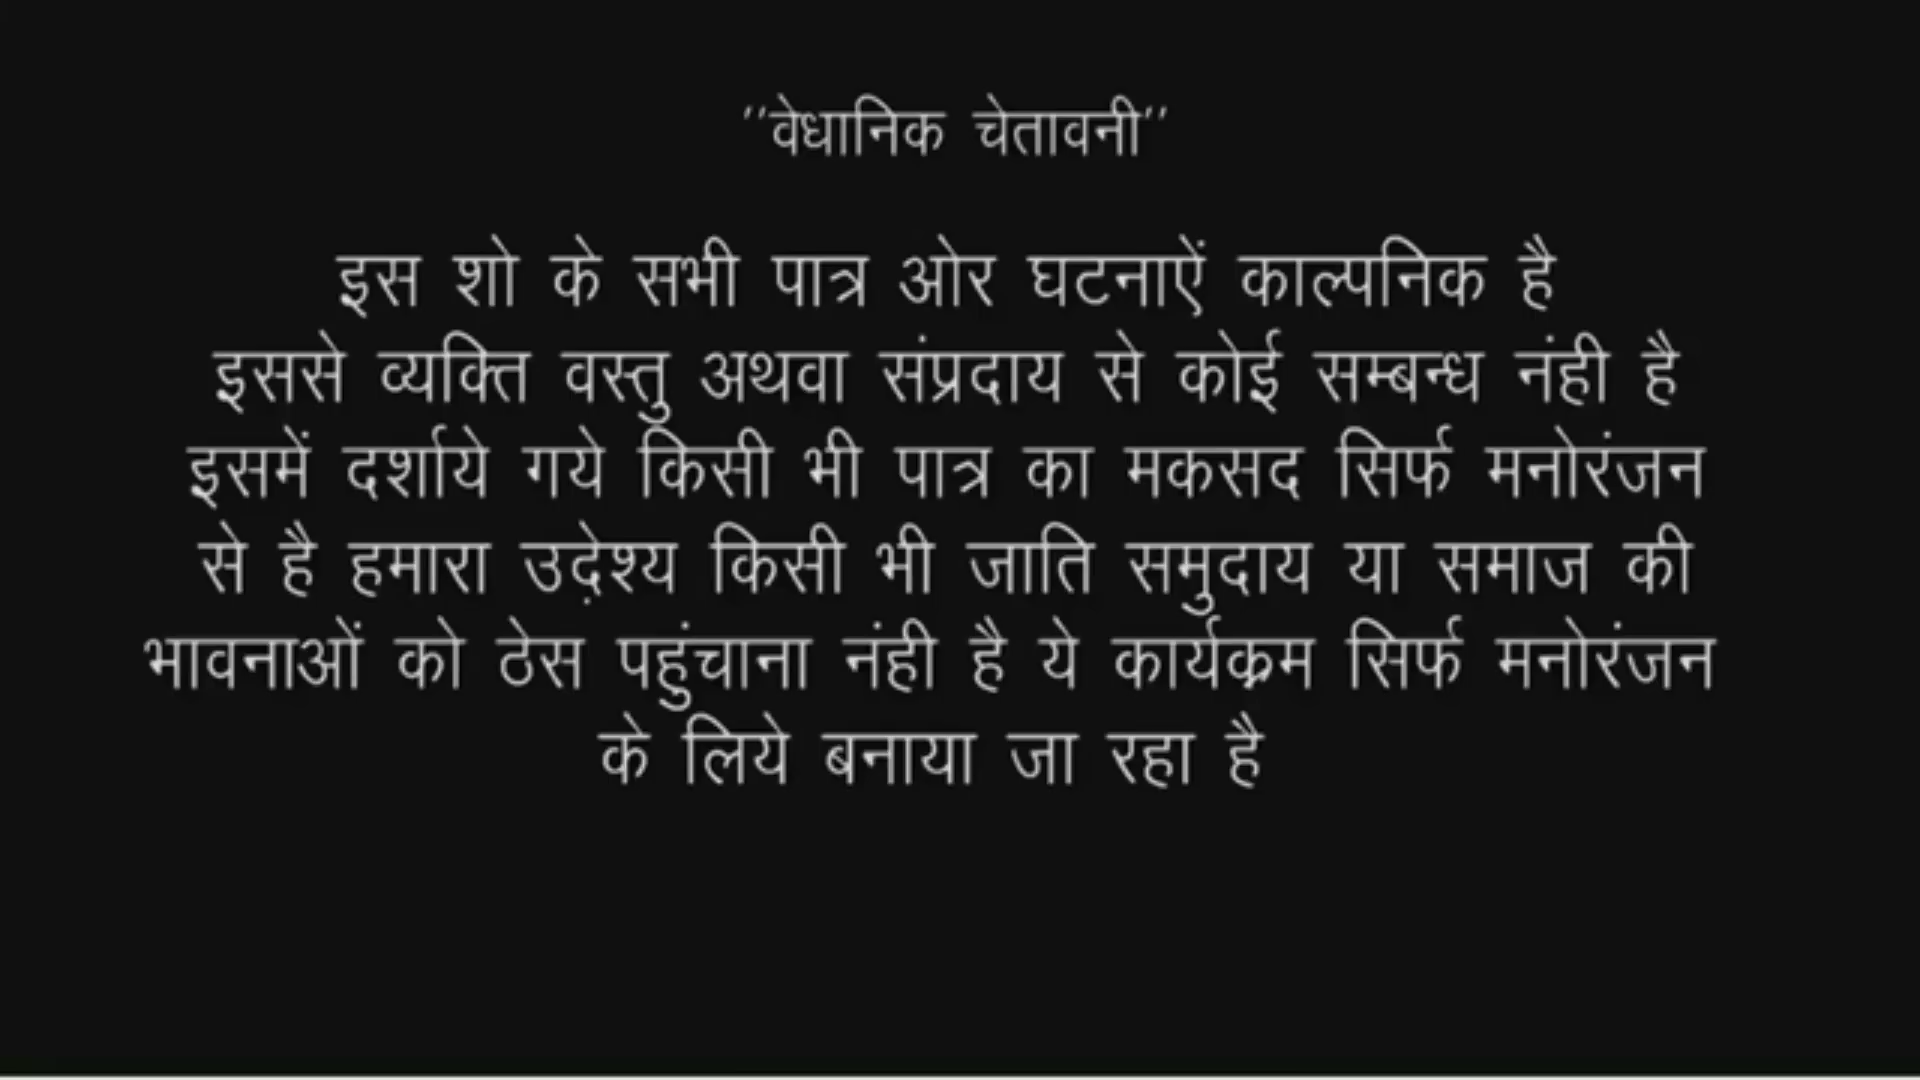 ''वेधानिक चेतावनी''
इस शो के सभी पात्र ओर घटनाऐं काल्पनिक है
इससे व्यक्ति वस्तु अथवा संप्रदाय से कोई सम्बन्ध नंही है
इसमें दर्शाये गये किसी भी पात्र का मकसद सिर्फ मनोरंजन
से है हमारा उद़ेश्य किसी भी जाति समुदाय या समाज की
भावनाओं को ठेस पहुंचाना नंही है ये कार्यक्रम सिर्फ मनोरंजन
के लिये बनाया जा रहा है